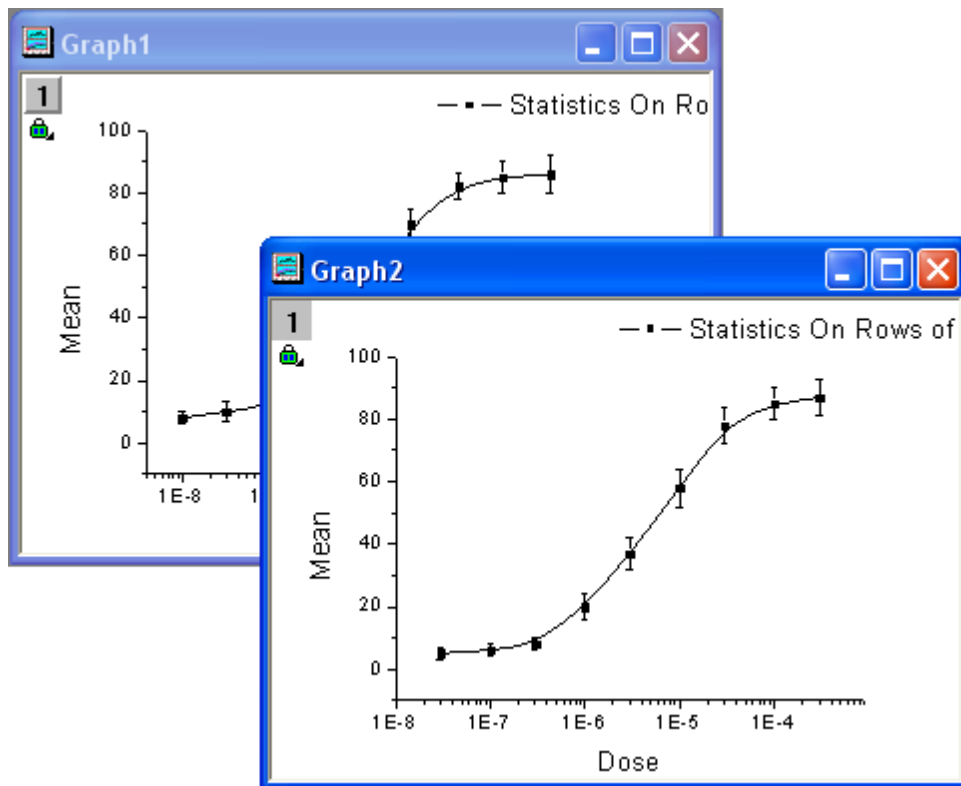 Graph1
1
Statistics On Ro
100
80
60
40
20
0
Mean
1E-8
1
Graph2
1
Statistics On Rows of
100
80
60
40
20
0
Mean
1E-8 1E-7 1E-6 1E-5 1E-4
Dose